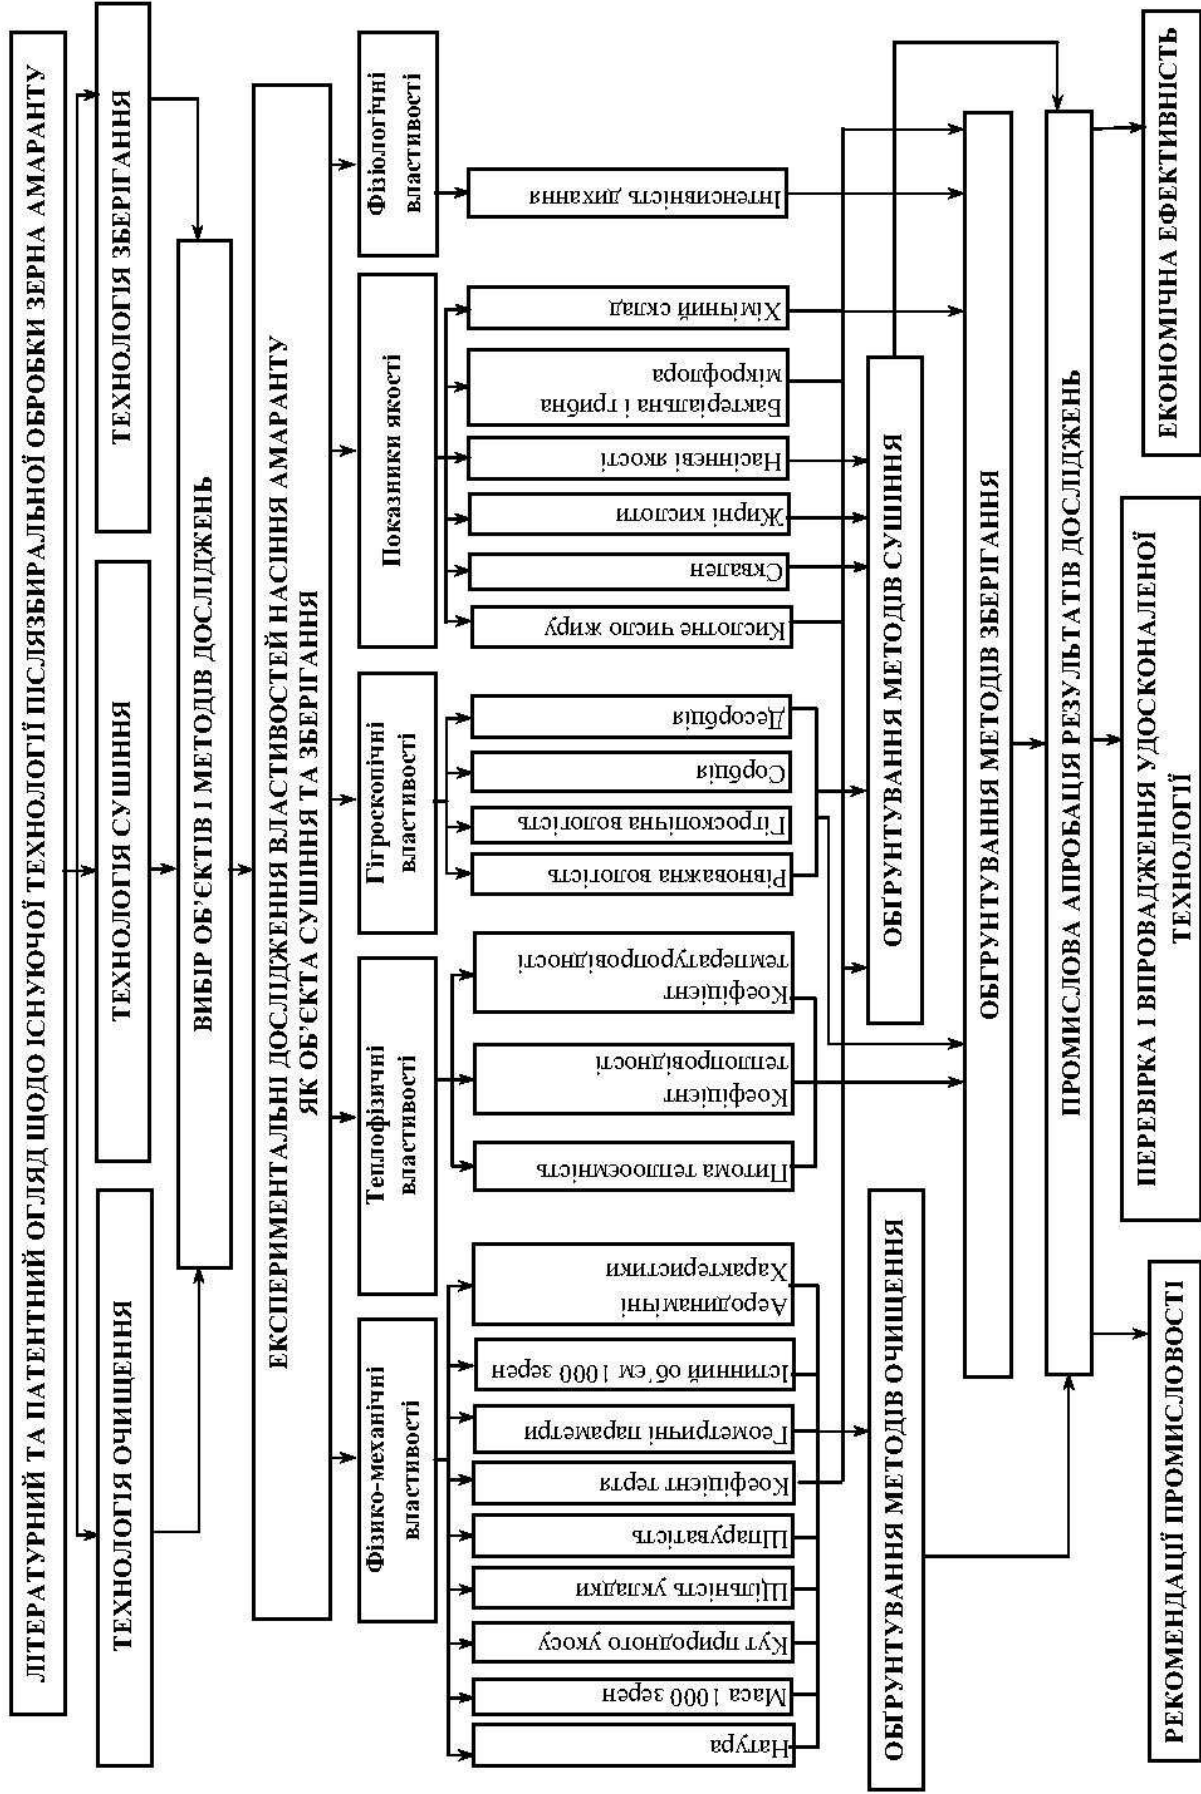 ЛІТЕРАТУРНИЙ ТА ПАТЕНТНИЙ ОГЛЯД ЩОДО ІСНУЮЧОЇ ТЕХНОЛОГІЇ ПІСЛЯЗБИРАЛЬНОЇ ОБРОБКИ ЗЕРНА АМАРАНТУ
ТЕХНОЛОГІЯ ОЧИЩЕННЯ
ТЕХНОЛОГІЯ СУШІННЯ
ТЕХНОЛОГІЯ ЗБЕРІГАННЯ
ВИБІР ОБ'ЄКТІВ І МЕТОДІВ ДОСЛІДЖЕНЬ
ЕКСПЕРИМЕНТАЛЬНІ ДОСЛІДЖЕННЯ ВЛАСТИВОСТЕЙ НАСІННЯ АМАРАНТУ
ЯК ОБ'ЄКТА СУШІННЯ ТА ЗБЕРІГАННЯ
Фізико-механічні
властивості
Теплофізичні
властивості
Гігроскопічні
властивості
Показники якості
Фізіологічні
властивості
Натура
Маса 1000 зерен
Кут природного укосу
Щільність укладки
Шпаруватість
Коефіцієнт тертя
Геометричні параметри
Істинний об'єм 1000 зерен
Аеродинамічні
Характеристики
Питома теплоємність
Коефіцієнт
теплопровідності
Коефіцієнт
температуропровідності
Рівноважна вологість
Гігроскопічна вологість
Сорбція
Десорбція
Кислотне число жиру
Сквален
Жирні кислоти
Насінневі якості
Бактеріальна і грибна
мікрофлора
Хімічний склад
Інтенсивність дихання
ОБҐРУНТУВАННЯ МЕТОДІВ ОЧИЩЕННЯ
ОБҐРУНТУВАННЯ МЕТОДІВ СУШІННЯ
ОБҐРУНТУВАННЯ МЕТОДІВ ЗБЕРІГАННЯ
ПРОМИСЛОВА АПРОБАЦІЯ РЕЗУЛЬТАТІВ ДОСЛІДЖЕНЬ
РЕКОМЕНДАЦІЇ ПРОМИСЛОВОСТІ
ПЕРЕВІРКА І ВПРОВАДЖЕННЯ УДОСКОНАЛЕНОЇ
ТЕХНОЛОГІЇ
ЕКОНОМІЧНА ЕФЕКТИВНІСТЬ